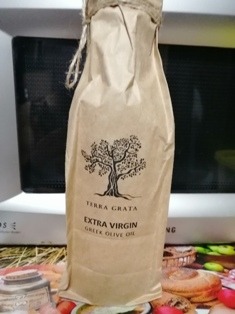 TERRA GRATA
EXTRA VIRGIN
GREEK OLIVE OIL